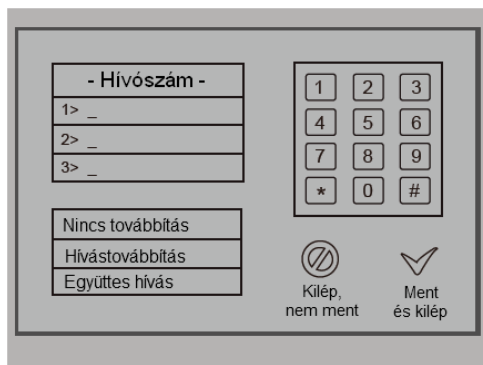 - Hívószám -
1> _
2> _
3> _
Nincs továbbítás
Hívástovábbítás
Együttes hívás
1 2 3
4 5 6
7 8 9
* 0 #
Kilép,
nem ment
Ment
és kilép